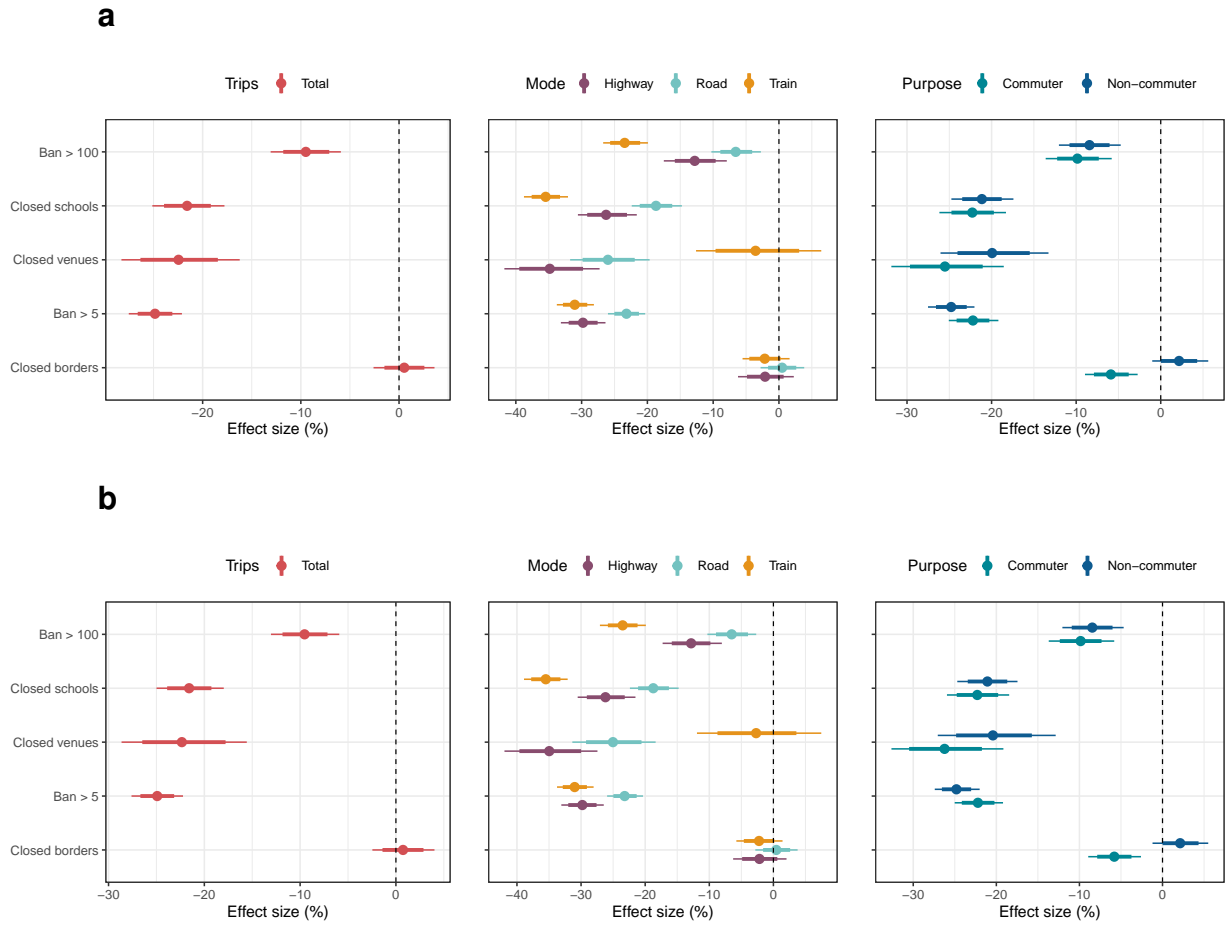 a
Trips Total
Mode Highway Road Train
Purpose Commuter Non−commuter
Ban > 100
Closed schools
Closed venues
Ban > 5
Closed borders
−20 −10 0
−40 −30 −20 −10 0
−30 −20 −10 0
Effect size (%)
Effect size (%)
Effect size (%)
b
Trips Total
Mode Highway Road Train
Purpose Commuter Non−commuter
Ban > 100
Closed schools
Closed venues
Ban > 5
Closed borders
−30 −20 −10 0
−40 −30 −20 −10 0
−30 −20 −10 0
Effect size (%)
Effect size (%)
Effect size (%)